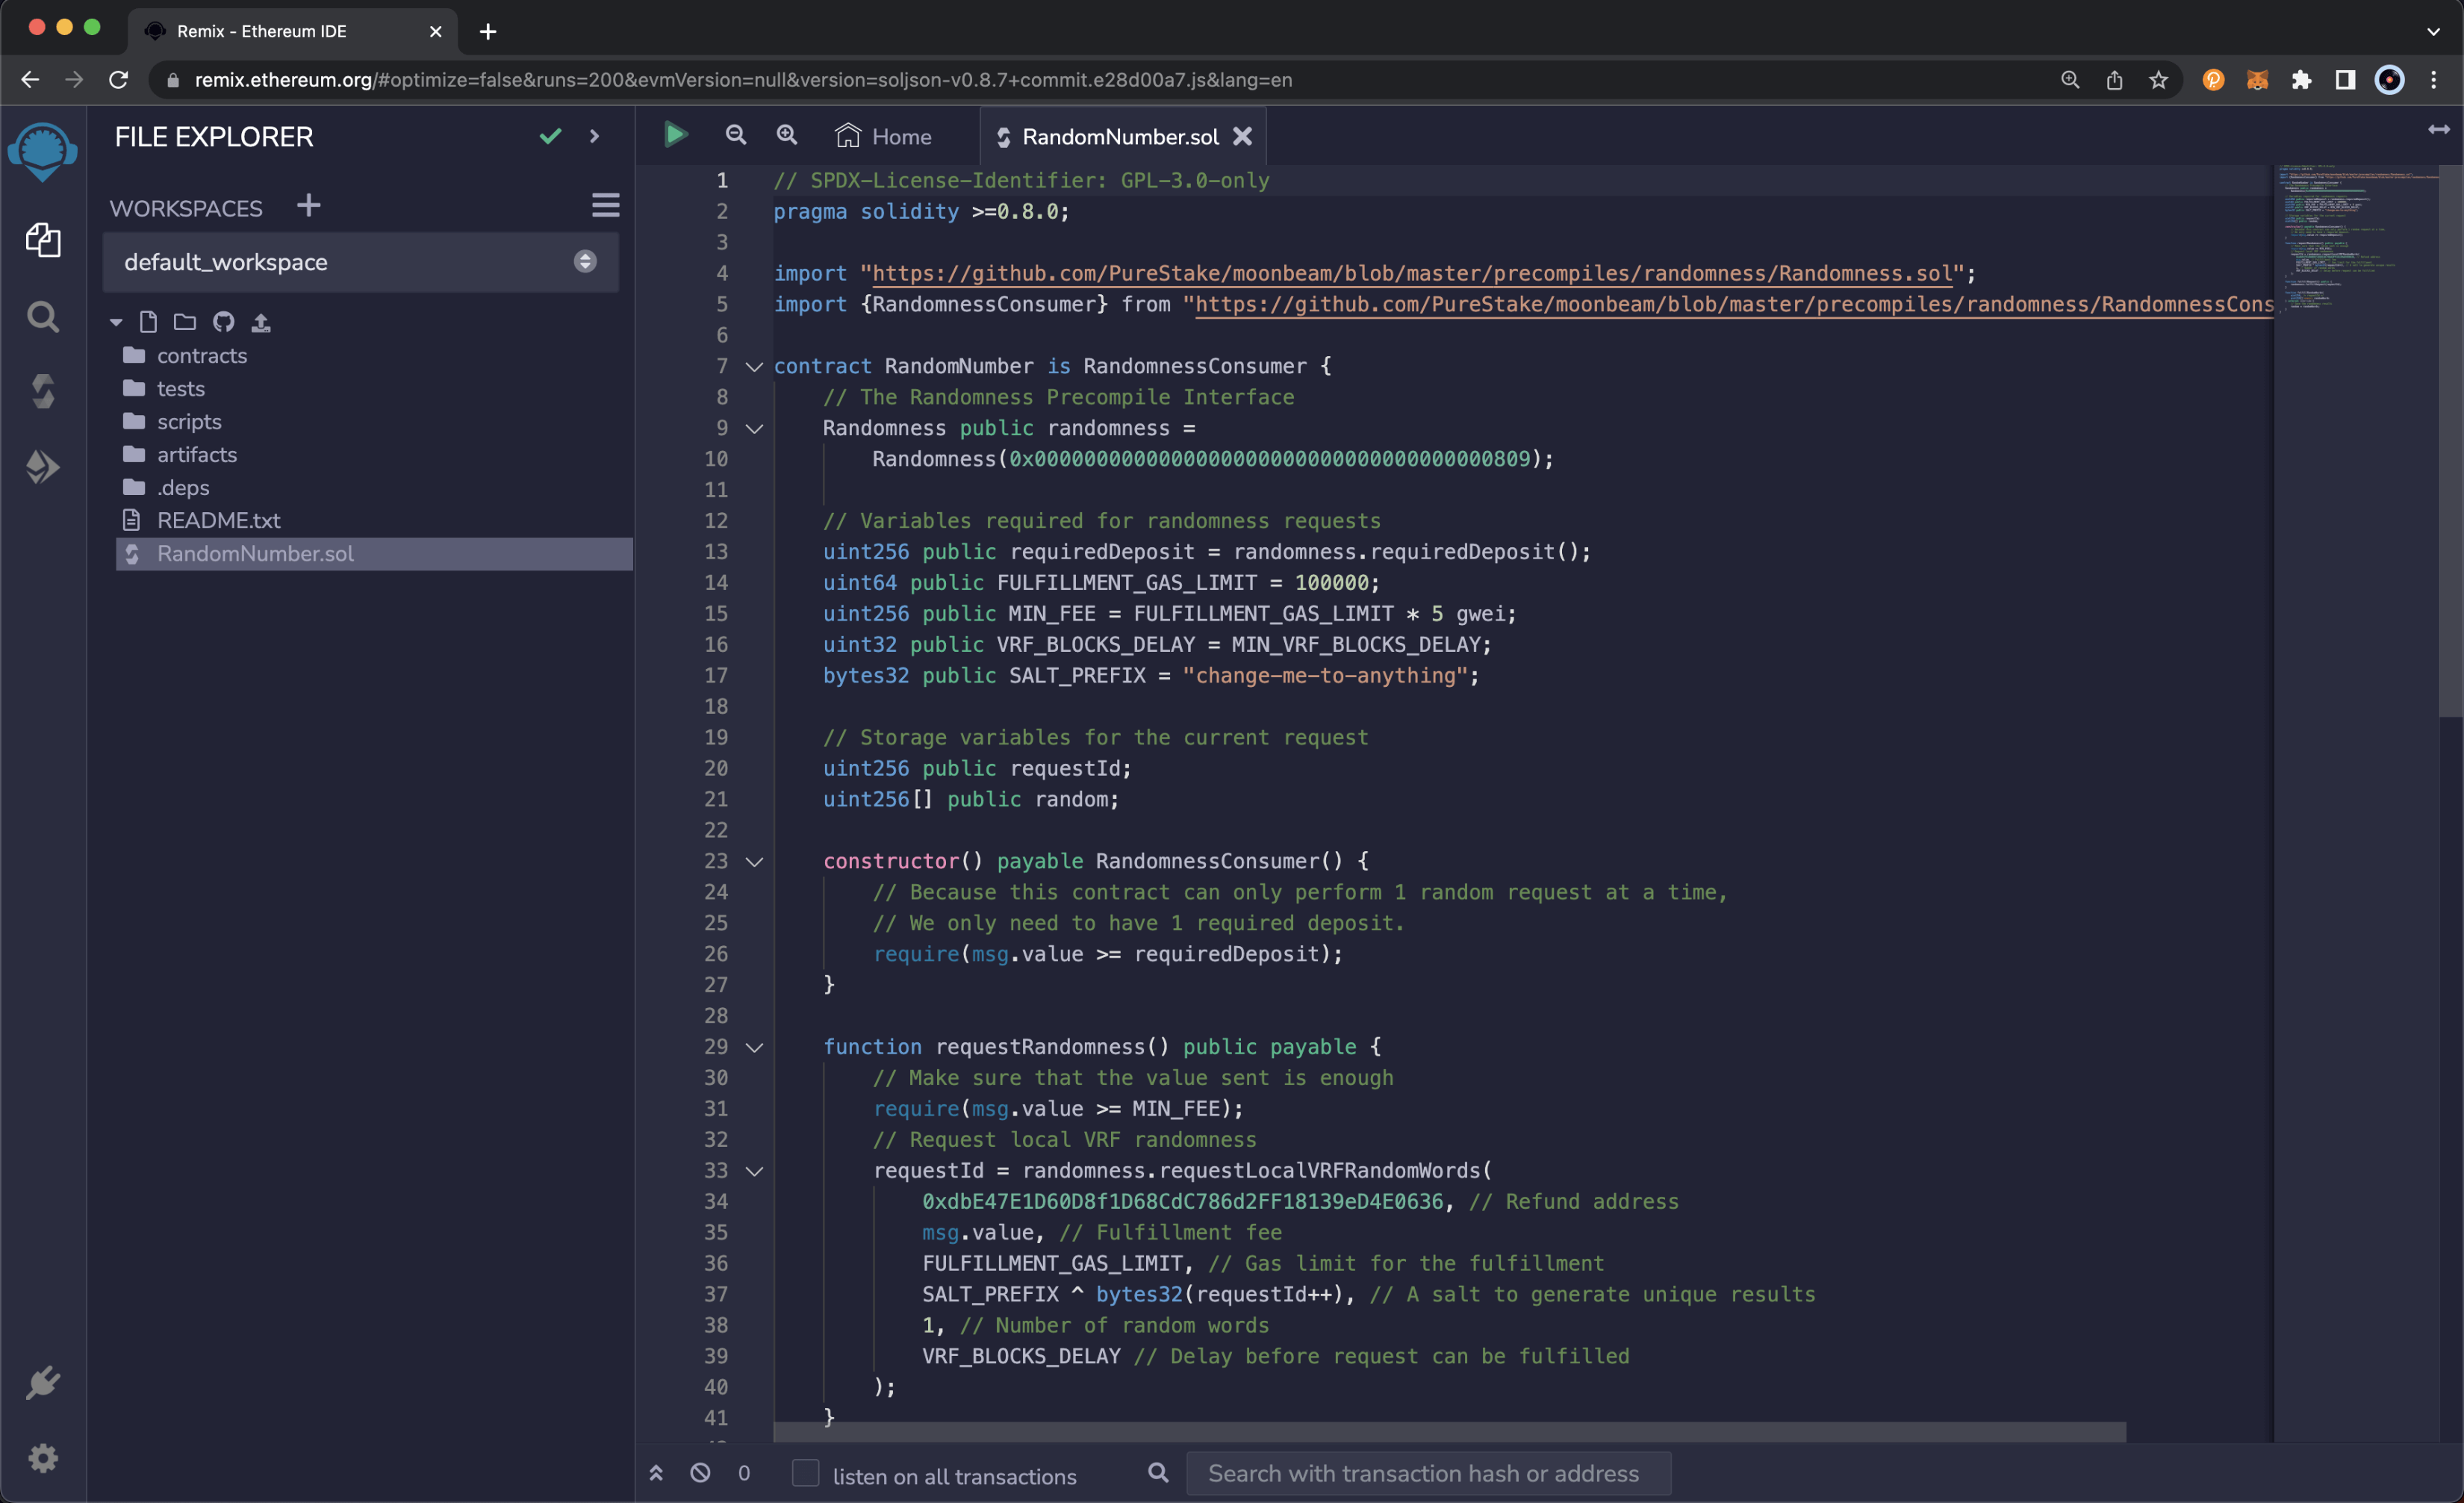 Remix - Ethereum IDE
remix.ethereum.org/#optimize=false&runs=200&evmVersion=null&version=soljson-v0.8.7+commit.e28d00a7.js&lang=en
FILE EXPLORER
WORKSPACES
default_workspace
contracts
tests
scripts
artifacts
.deps
README.txt
RandomNumber.sol
Home
RandomNumber.sol
1 // SPDX-License-Identifier: GPL-3.0-only
2 pragma solidity >=0.8.0;
3
4 import "https://github.com/PureStake/moonbeam/blob/master/precompiles/randomness/Randomness.sol";
5 import {RandomnessConsumer} from "https://github.com/PureStake/moonbeam/blob/master/precompiles/randomness/RandomnessCons
6
7 contract RandomNumber is RandomnessConsumer {
8 // The Randomness Precompile Interface
9 Randomness public randomness =
10 Randomness(0x0000000000000000000000000000000000000809);
11
12 // Variables required for randomness requests
13 uint256 public requiredDeposit = randomness.requiredDeposit();
14 uint64 public FULFILLMENT_GAS_LIMIT = 100000;
15 uint256 public MIN_FEE = FULFILLMENT_GAS_LIMIT * 5 gwei;
16 uint32 public VRF_BLOCKS_DELAY = MIN_VRF_BLOCKS_DELAY;
17 bytes32 public SALT_PREFIX = "change-me-to-anything";
18
19 // Storage variables for the current request
20 uint256 public requestId;
21 uint256[] public random;
22
23 constructor() payable RandomnessConsumer() {
24 // Because this contract can only perform 1 random request at a time,
25 // We only need to have 1 required deposit.
26 require(msg.value >= requiredDeposit);
27 }
28
29 function requestRandomness() public payable {
30 // Make sure that the value sent is enough
31 require(msg.value >= MIN_FEE);
32 // Request local VRF randomness
33 requestId = randomness.requestLocalVRFRandomWords(
34 0xdbE47E1D60D8f1D68CdC786d2FF18139eD4E0636, // Refund address
35 msg.value, // Fulfillment fee
36 FULFILLMENT_GAS_LIMIT, // Gas limit for the fulfillment
37 SALT_PREFIX ^ bytes32(requestId++), // A salt to generate unique results
38 1, // Number of random words
39 VRF_BLOCKS_DELAY // Delay before request can be fulfilled
40 );
41 }
0
listen on all transactions
Search with transaction hash or address